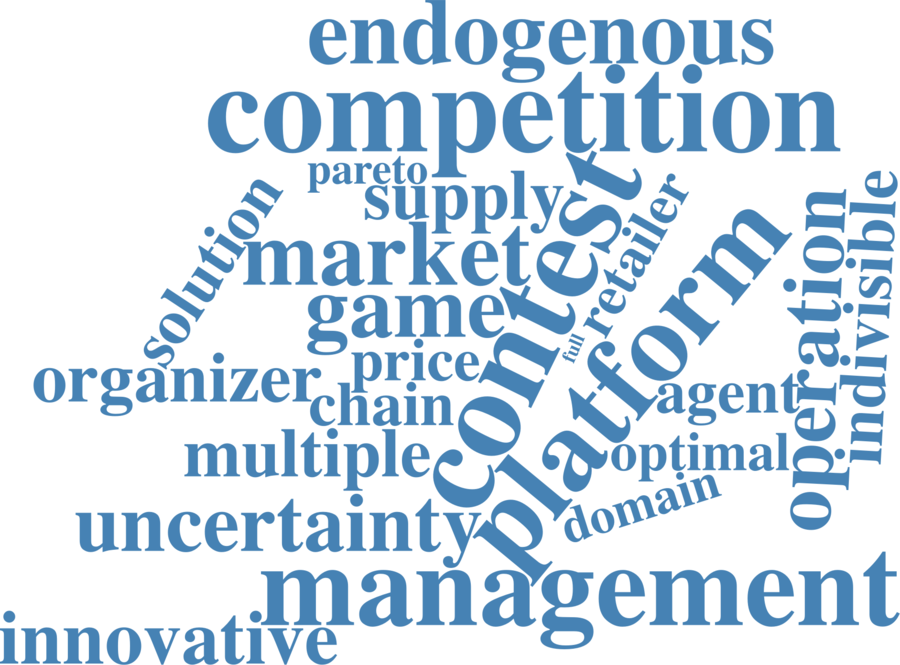 endogenous
competition
pareto
supply
solution
market
contest
retailer
platform
operation
indivisible
game
full
price
organizer
chain
agent
multiple
optimal
domain
uncertainty
management
innovative